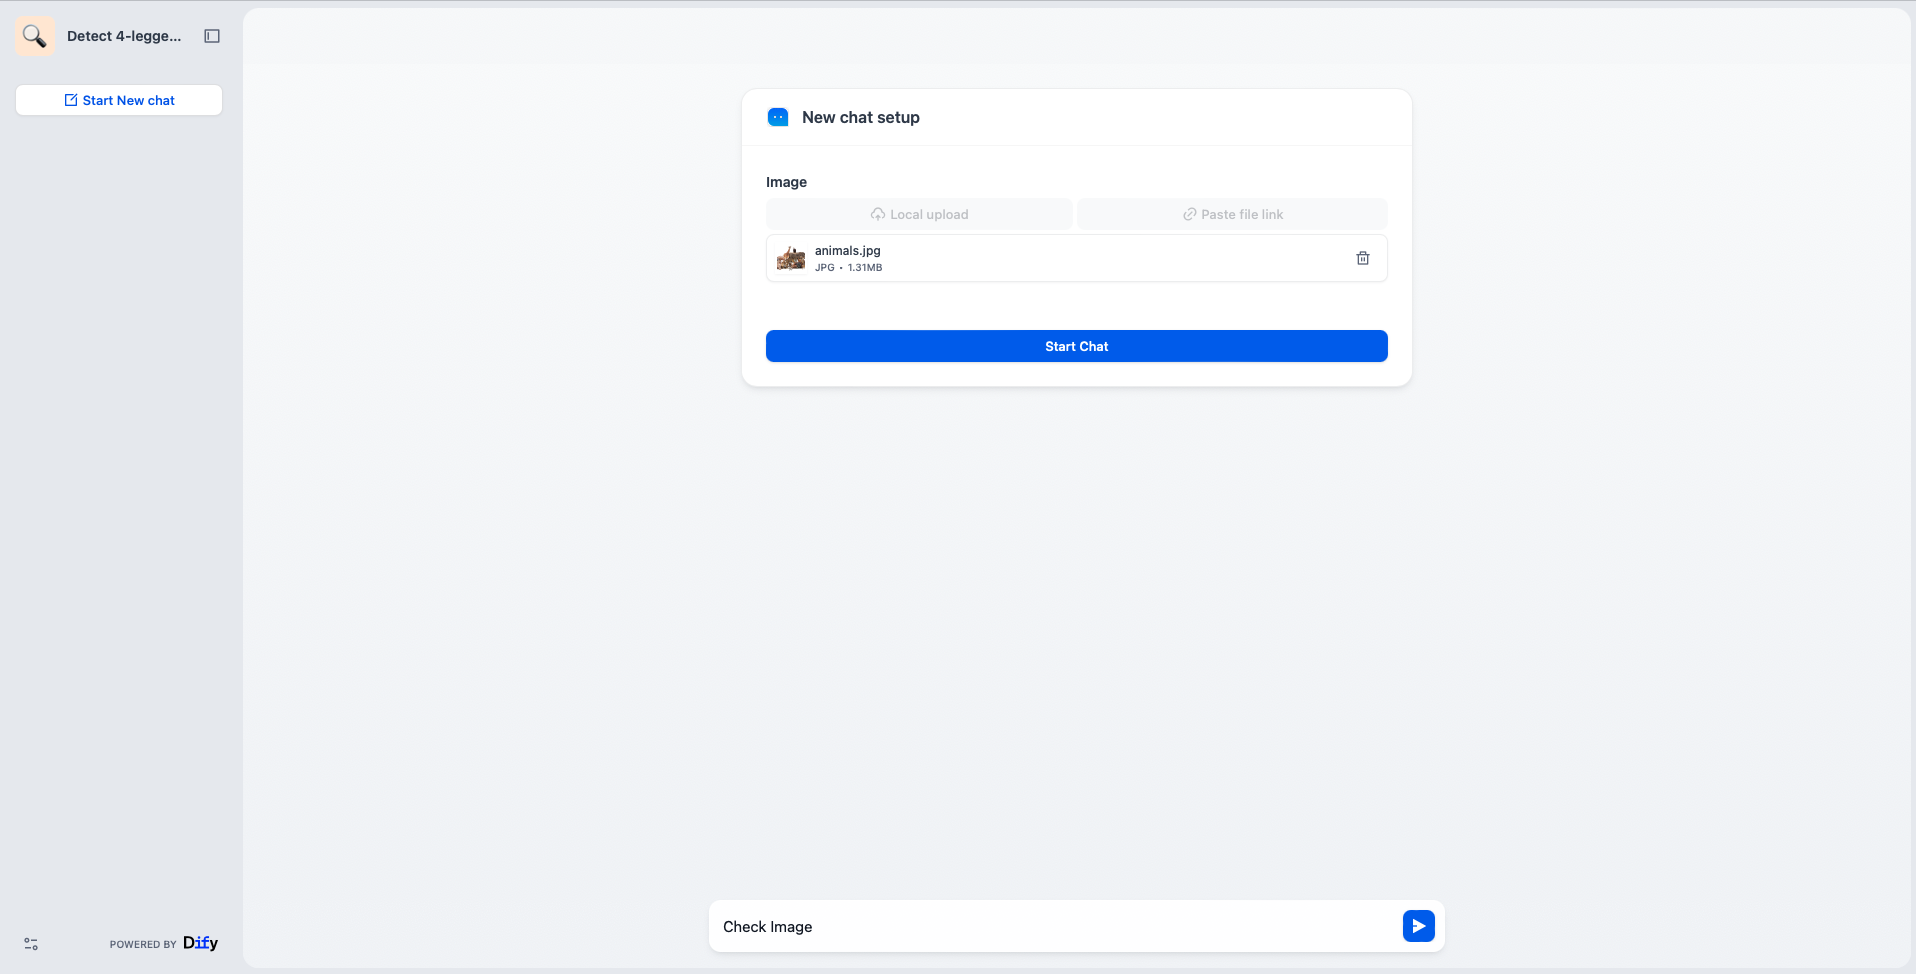 Detect 4-legge...
Start New chat
New chat setup
Image
Local upload
Paste file link
animals.jpg
JPG • 1.31MB
Start Chat
Check Image
POWERED BY Dify